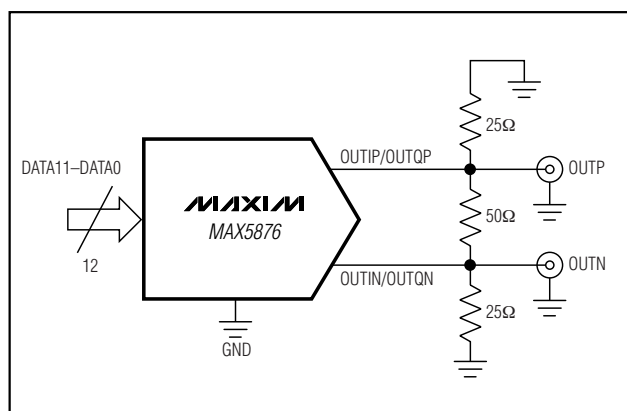 25Ω
OUTIP/OUTQP
OUTP
DATA11–DATA0
MAXIM
MAX5876
50Ω
12
OUTIN/OUTQN
OUTN
25Ω
GND